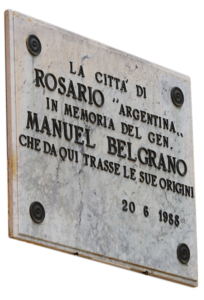 LA CITTÀ DI
ROSARIO "ARGENTINA„
IN MEMORIA DEL GEN.
MANUEL BELGRANO
CHE DA QUI TRASSE LE SUE ORIGINI
20 6 1988